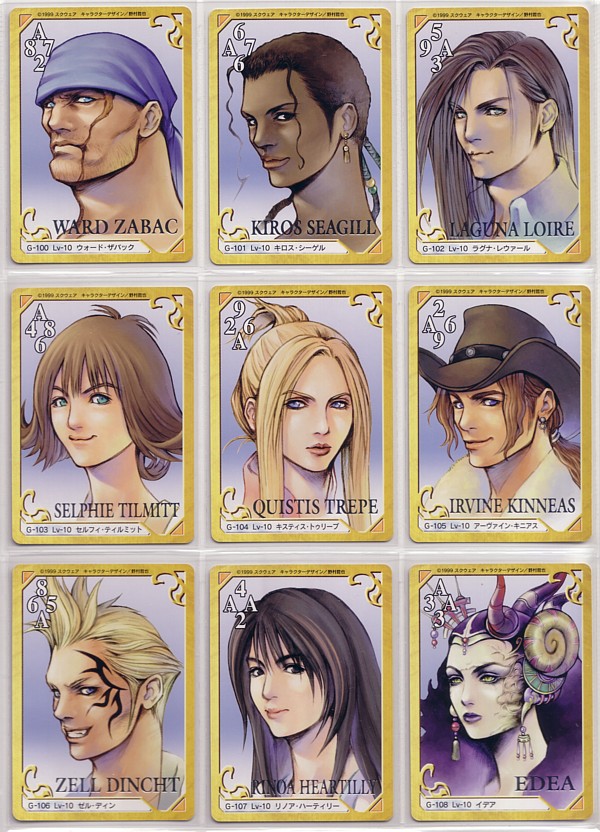 ©1999 スクウェア キャラクターデザイン／野村哲也
A
8 7
2
WARD ZABAC
G-100 Lv-10 ウォード・ザバック
©1999 スクウェア キャラクターデザイン／野村哲也
6
A 7
6
KIROS SEAGILL
G-101 Lv-10 キロス・シーゲル
©1999 スクウェア キャラクターデザイン／野村哲也
5
9 A
3
LAGUNA LOIRE
G-102 Lv-10 ラグナ・レウァール
©1999 スクウェア キャラクターデザイン／野村哲也
A
4 8
6
SELPHIE TILMITT
G-103 Lv-10 セルフィ・ティルミット
©1999 スクウェア キャラクターデザイン／野村哲也
9
2 6
A
QUISTIS TREPE
G-104 Lv-10 キスティス・トゥリープ
©1999 スクウェア キャラクターデザイン／野村哲也
2
A 6
9
IRVINE KINNEAS
G-105 Lv-10 アーヴァイン・キニアス
©1999 スクウェア キャラクターデザイン／野村哲也
8
6 5
A
ZELL DINCHT
G-106 Lv-10 ゼル・ディン
©1999 スクウェア キャラクターデザイン／野村哲也
4
A A
2
RINOA HEARTILLY
G-107 Lv-10 リノア・ハーティリー
©1999 スクウェア キャラクターデザイン／野村哲也
A
3 A
3
EDEA
G-108 Lv-10 イデア